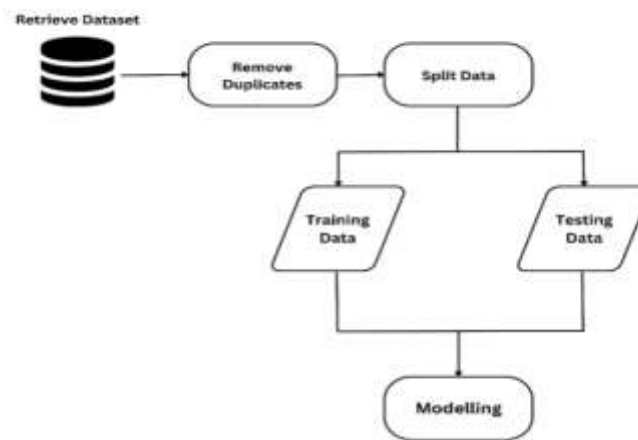 Retrieve Dataset
Remove
Duplicates
Split Data
Training
Data
Testing
Data
Modelling